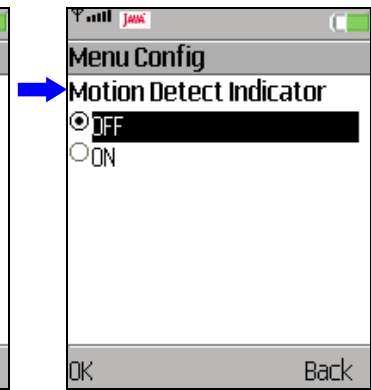 JAVA
Menu Config
Motion Detect Indicator
OFF
ON
OK
Back